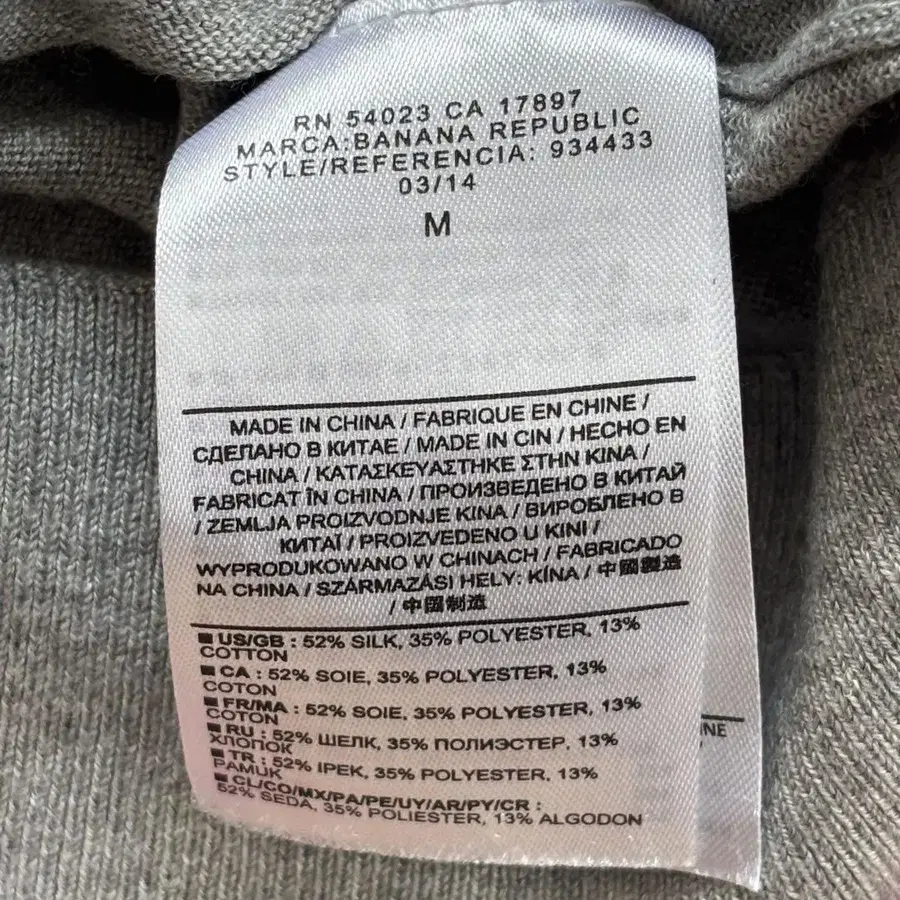 RN 54023 CA 17897
MARCA:BANANA REPUBLIC
STYLE/REFERENCIA: 934433
03/14
M
MADE IN CHINA / FABRIQUE EN CHINE /
СДЕЛАНО В КИТАЕ / MADE IN CIN / HECHO EN
CHINA / ΚΑΤΑΣΚΕΥΑΣΤΗΚΕ ΣΤΗΝ ΚΙΝΑ /
FABRICAT ÎN CHINA / ПРОИЗВЕДЕНО В КИТАЙ
/ ZEMLJA PROIZVODNJE KINA / ВИРОБЛЕНО В
КИТАЇ / PROIZVEDENO U KINI /
WYPRODUKOWANO W CHINACH / FABRICADO
NA CHINA / SZÁRMAZÁSI HELY: KÍNA / 中國製造
/ 中國制造
US/GB : 52% SILK, 35% POLYESTER, 13%
COTTON
CA : 52% SOIE, 35% POLYESTER, 13%
COTON
FR/MA : 52% SOIE, 35% POLYESTER, 13%
COTON
RU : 52% ШЕЛК, 35% ПОЛИЭСТЕР, 13%
ХЛОПОК
TR : 52% IPEK, 35% POLYESTER, 13%
PAMUK
CL/CO/MX/PA/PE/UY/AR/PY/CR :
52% SEDA, 35% POLIESTER, 13% ALGODON